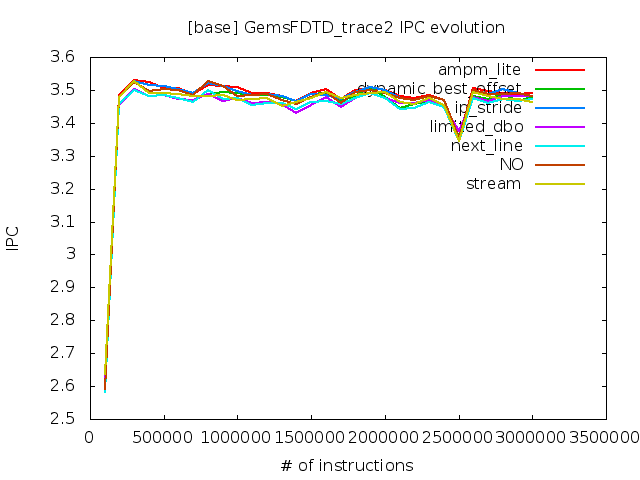 [base] GemsFDTD_trace2 IPC evolution
3.6
3.5
3.4
3.3
3.2
3.1
3
2.9
2.8
2.7
2.6
2.5
IPC
ampm_lite
dynamic_best_offset
ip_stride
limited_dbo
next_line
NO
stream
0 500000 1000000 1500000 2000000 2500000 3000000 3500000
# of instructions